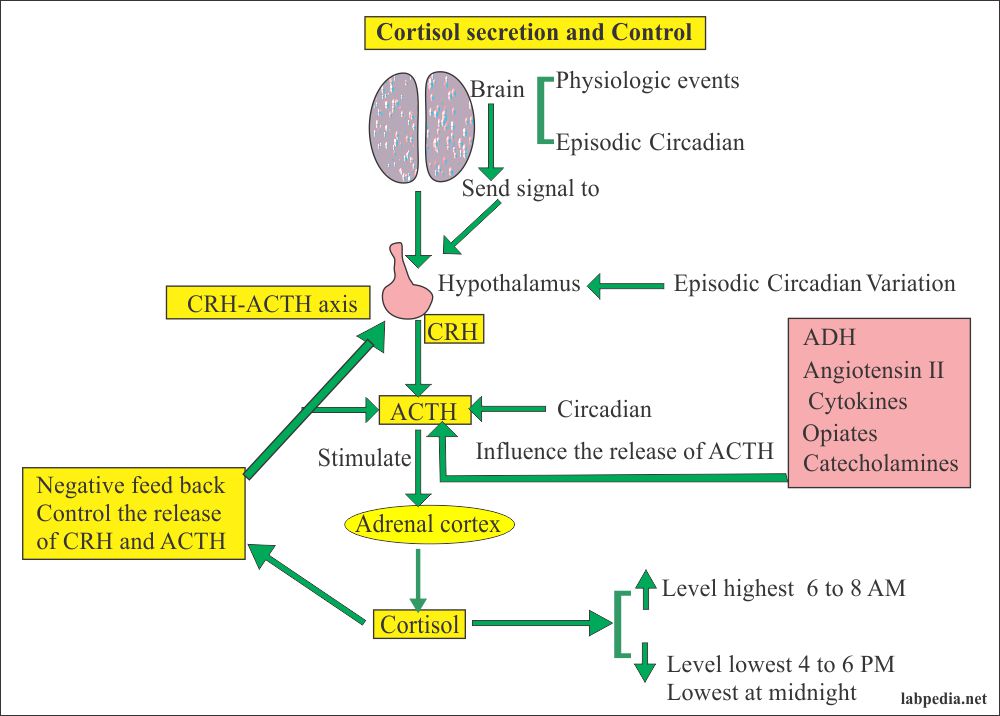 Cortisol secretion and Control
Brain
Physiologic events
Episodic Circadian
Send signal to
Hypothalamus
Episodic Circadian Variation
CRH-ACTH axis
CRH
ADH
Angiotensin II
Cytokines
Opiates
Catecholamines
ACTH
Circadian
Stimulate
Influence the release of ACTH
Negative feed back
Control the release
of CRH and ACTH
Adrenal cortex
Cortisol
Level highest 6 to 8 AM
Level lowest 4 to 6 PM
Lowest at midnight
labpedia.net